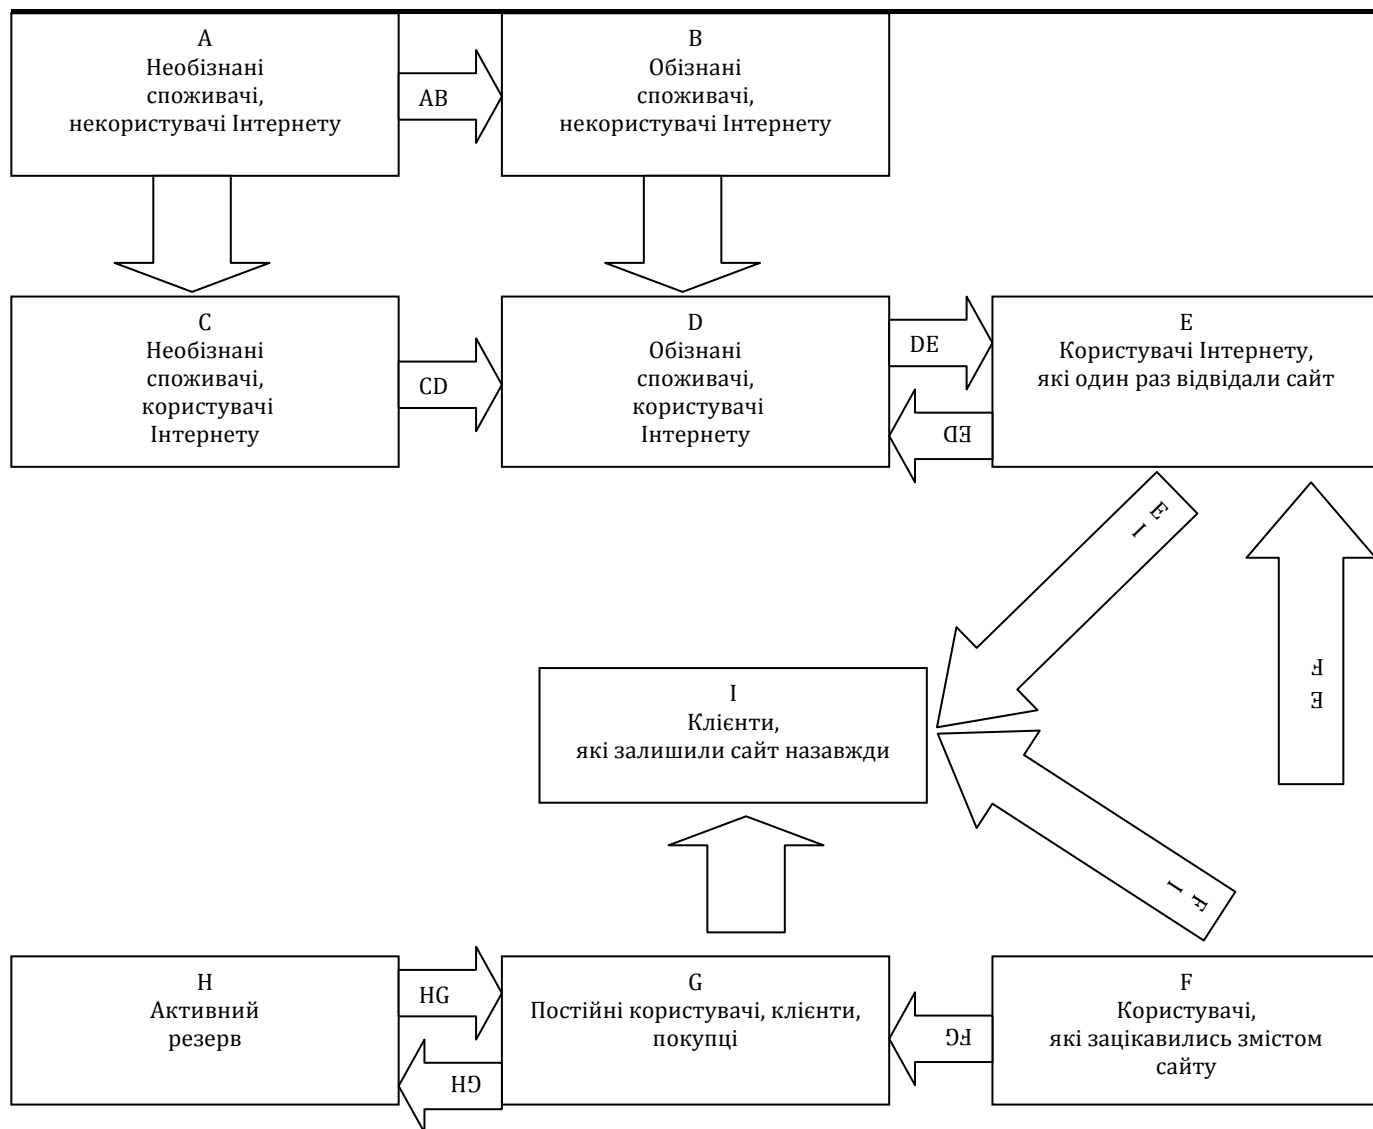 A
Необізнані
споживачі,
некористувачі Інтернету
AB
B
Обізнані
споживачі,
некористувачі Інтернету
C
Необізнані
споживачі,
користувачі
Інтернету
CD
D
Обізнані
споживачі,
користувачі
Інтернету
DE
ED
E
Користувачі Інтернету,
які один раз відвідали сайт
E
I
F
E
I
Клієнти,
які залишили сайт назавжди
F
I
H
Активний
резерв
HG
GH
G
Постійні користувачі, клієнти,
покупці
FG
F
Користувачі,
які зацікавились змістом
сайту